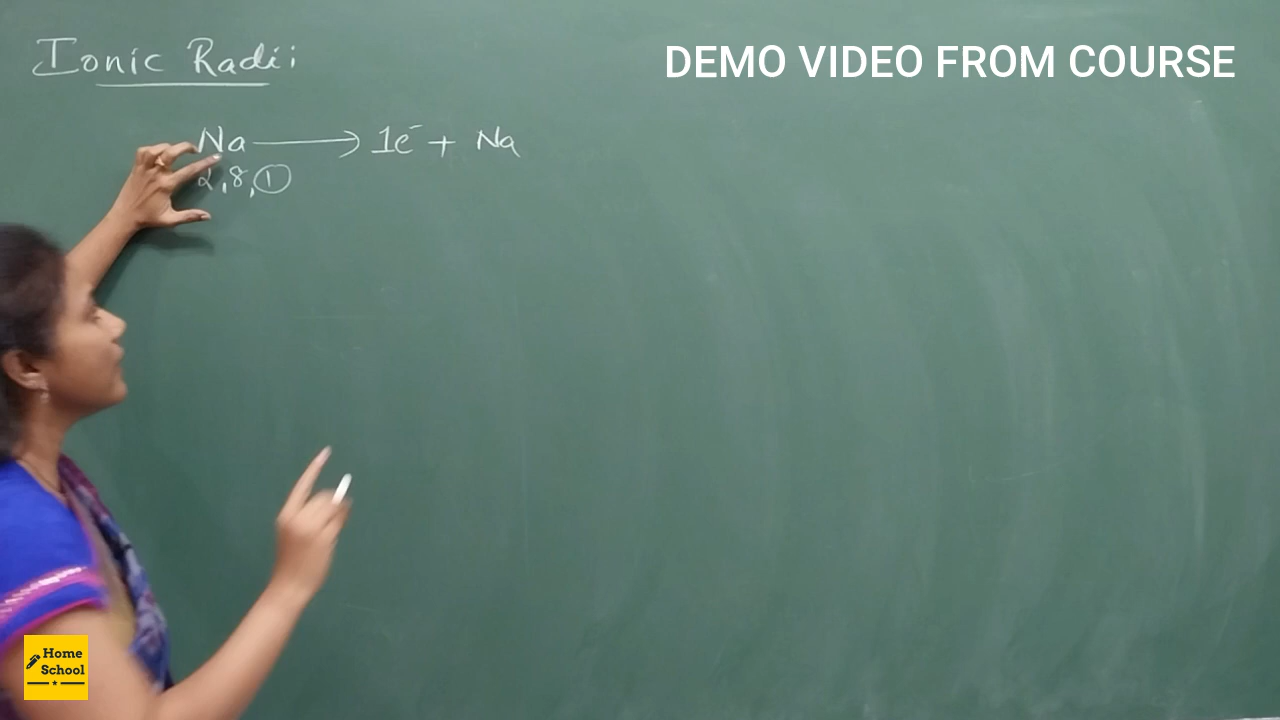 Ionic Radii
DEMO VIDEO FROM COURSE
Na ⟶ 1e⁻ + Na
2,8,1
Home
School